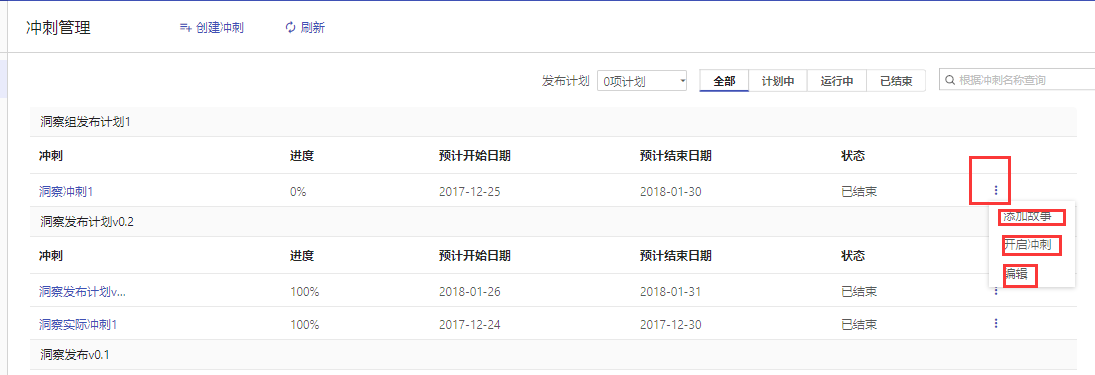 冲刺管理 创建冲刺 刷新
发布计划 0项计划 全部 计划中 运行中 已结束 根据冲刺名称查询
洞察组发布计划1
冲刺 进度 预计开始日期 预计结束日期 状态
洞察冲刺1 0% 2017-12-25 2018-01-30 已结束
添加故事
洞察发布计划v0.2
开启冲刺
冲刺 进度 预计开始日期 预计结束日期 状态
编辑
洞察发布计划v... 100% 2018-01-26 2018-01-31 已结束
洞察实际冲刺1 100% 2017-12-24 2017-12-30 已结束
洞察发布v0.1